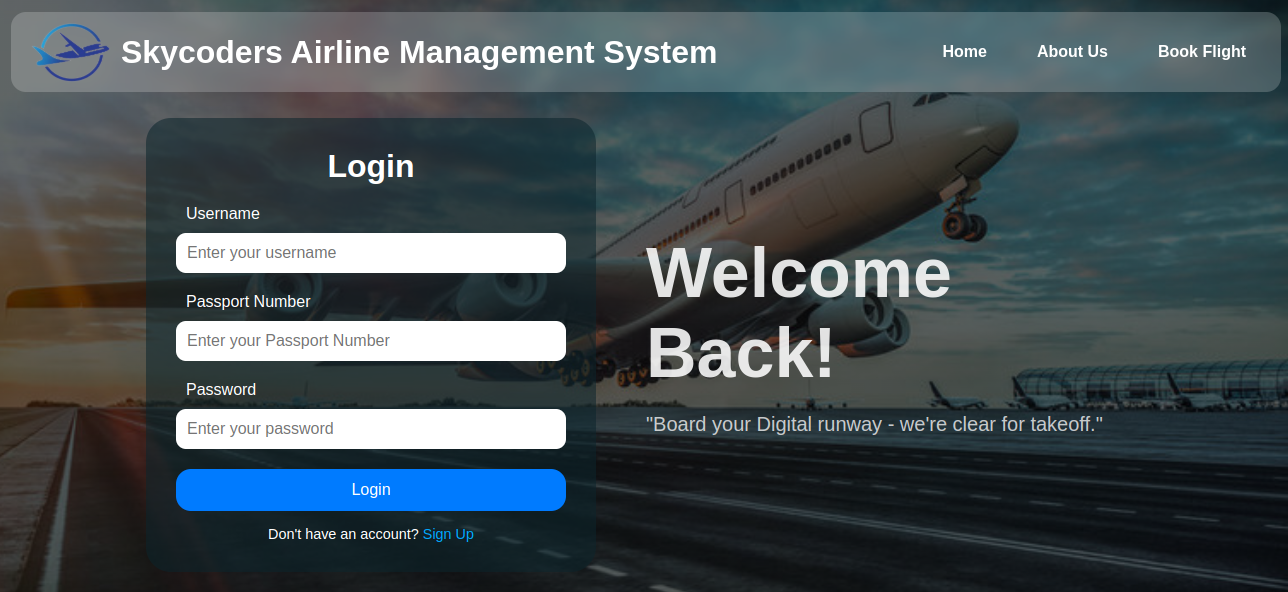 Skycoders Airline Management System
Home
About Us
Book Flight
Login
Username
Enter your username
Passport Number
Enter your Passport Number
Password
Enter your password
Login
Don't have an account? Sign Up
Welcome
Back!
"Board your Digital runway - we're clear for takeoff."